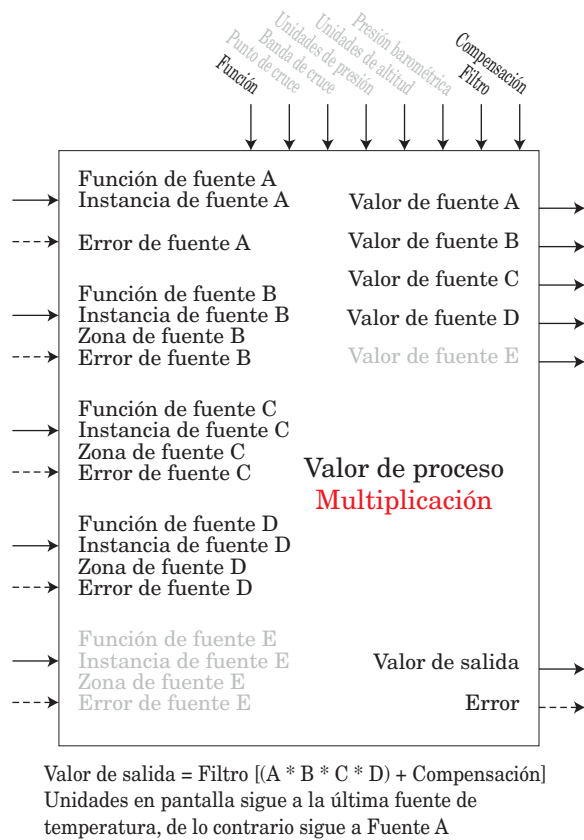 Función
Punto de cruce
Banda de cruce
Unidades de presión
Unidades de altitud
Presión barométrica
Filtro
Compensación
Función de fuente A
Instancia de fuente A
Error de fuente A
Función de fuente B
Instancia de fuente B
Zona de fuente B
Error de fuente B
Función de fuente C
Instancia de fuente C
Zona de fuente C
Error de fuente C
Función de fuente D
Instancia de fuente D
Zona de fuente D
Error de fuente D
Función de fuente E
Instancia de fuente E
Zona de fuente E
Error de fuente E
Valor de fuente A
Valor de fuente B
Valor de fuente C
Valor de fuente D
Valor de fuente E
Valor de proceso
Multiplicación
Valor de salida
Error
Valor de salida = Filtro [(A * B * C * D) + Compensación]
Unidades en pantalla sigue a la última fuente de
temperatura, de lo contrario sigue a Fuente A